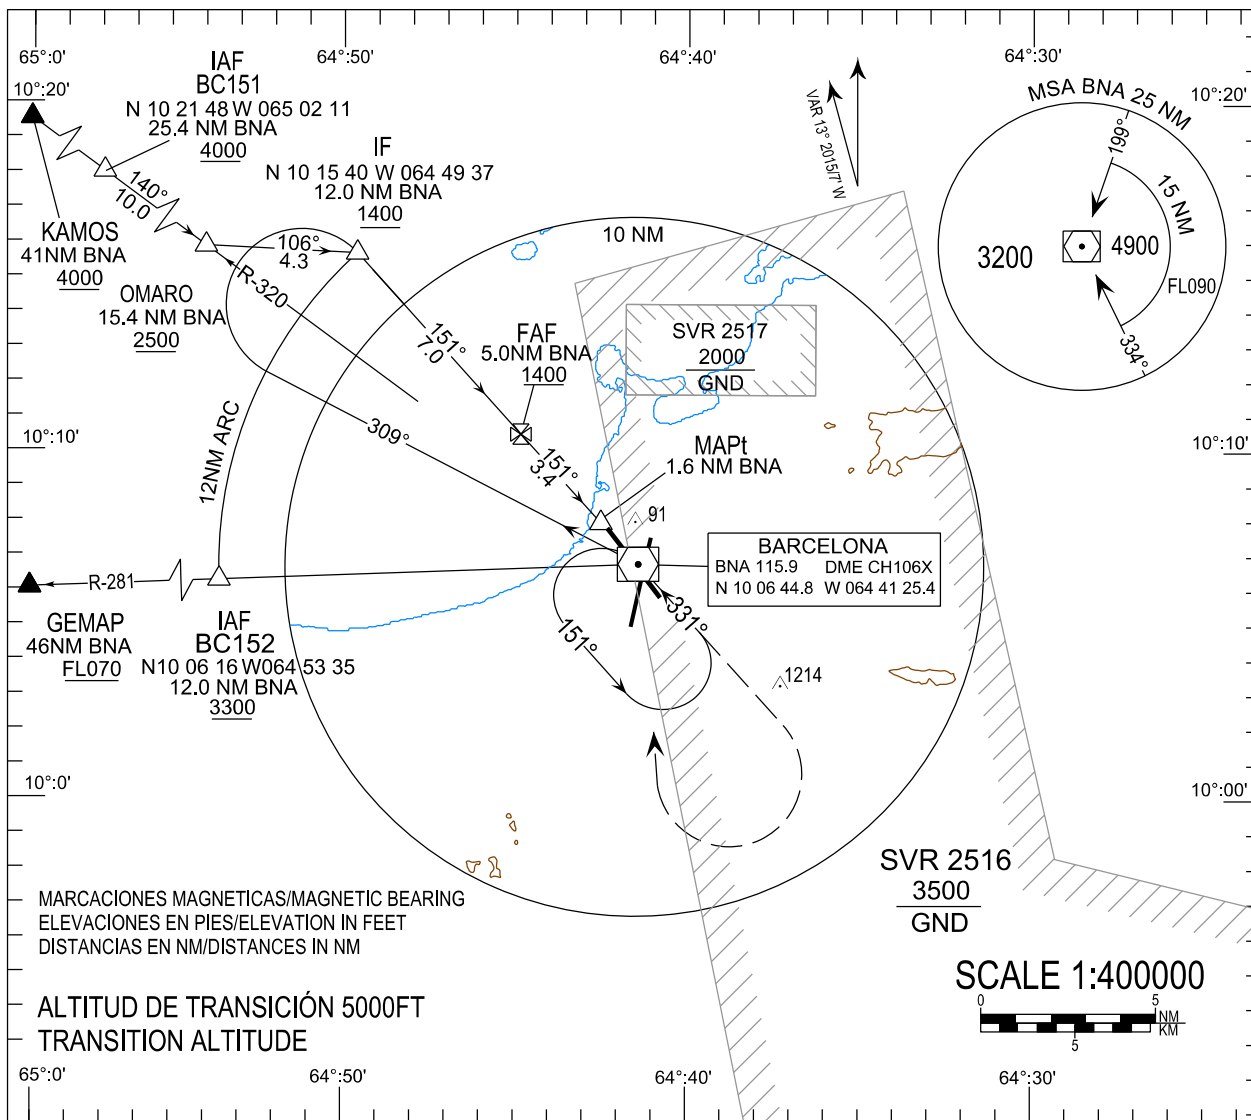 65°:0'
64°:50'
64°:40'
64°:30'
10°:20'
10°:20'
IAF
BC151
N 10 21 48 W 065 02 11
25.4 NM BNA
4000
IF
N 10 15 40 W 064 49 37
12.0 NM BNA
1400
VAR 13° 2015/7' W
MSA BNA 25 NM
199°
15 NM
3200
4900
FL090
334°
140°
10.0
KAMOS
41NM BNA
4000
106°
4.3
R-320
OMARO
15.4 NM BNA
2500
10 NM
151°
7.0
FAF
5.0NM BNA
1400
SVR 2517
2000
GND
12NM ARC
309°
10°:10'
10°:10'
151°
3.4
MAPt
1.6 NM BNA
91
BARCELONA
BNA 115.9 DME CH106X
N 10 06 44.8 W 064 41 25.4
R-281
GEMAP
46NM BNA
FL070
IAF
BC152
N10 06 16 W064 53 35
12.0 NM BNA
3300
151°
331°
1214
10°:0'
10°:00'
SVR 2516
3500
GND
MARCACIONES MAGNETICAS/MAGNETIC BEARING
ELEVACIONES EN PIES/ELEVATION IN FEET
DISTANCIAS EN NM/DISTANCES IN NM
ALTITUD DE TRANSICIÓN 5000FT
TRANSITION ALTITUDE
SCALE 1:400000
0 5
NM
KM
5
65°:0'
64°:50'
64°:40'
64°:30'